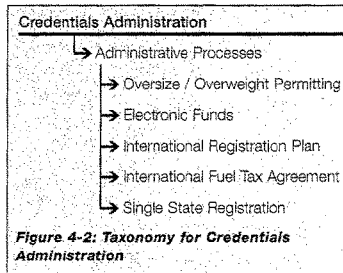 Credentials Administration
Administrative Processes
Oversize / Overweight Permitting
Electronic Funds
International Registration Plan
International Fuel Tax Agreement
Single State Registration
Figure 4-2: Taxonomy for Credentials
Administration